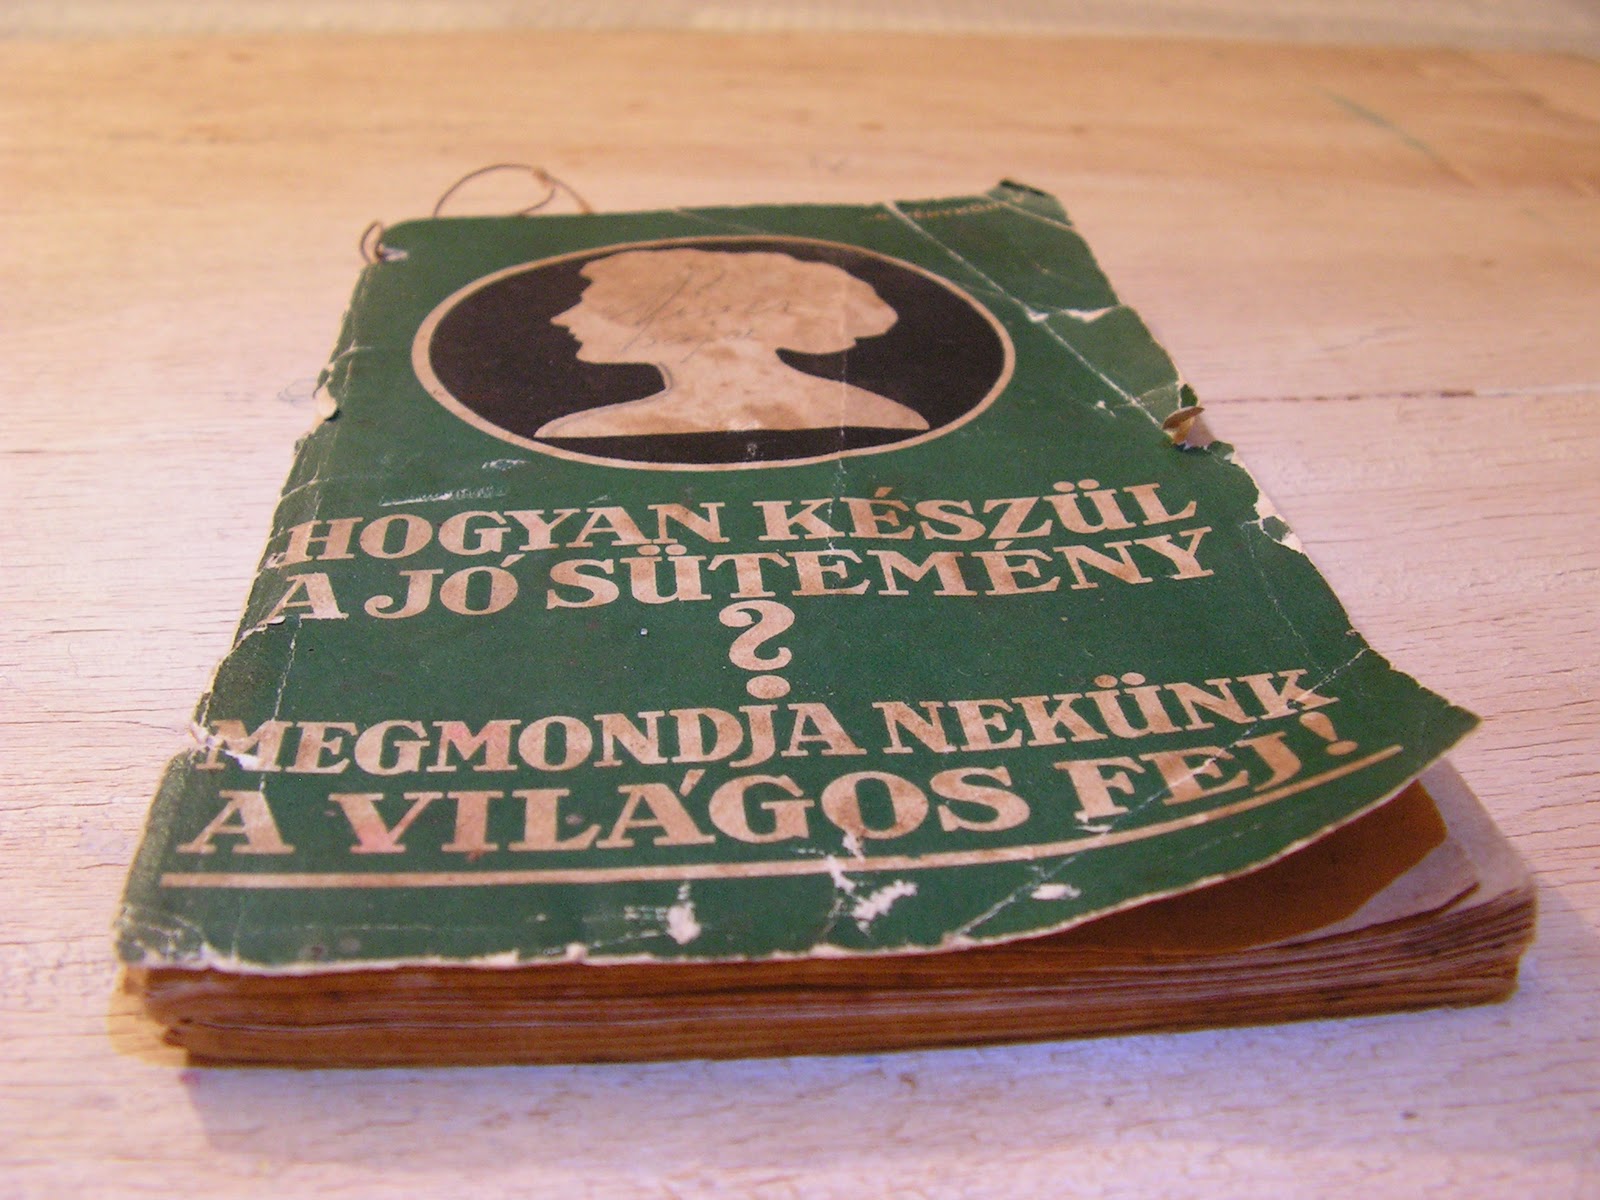 HOGYAN KÉSZÜL
A JÓ SÜTEMÉNY
?
MEGMONDJA NEKÜNK
A VILÁGOS FEJ!